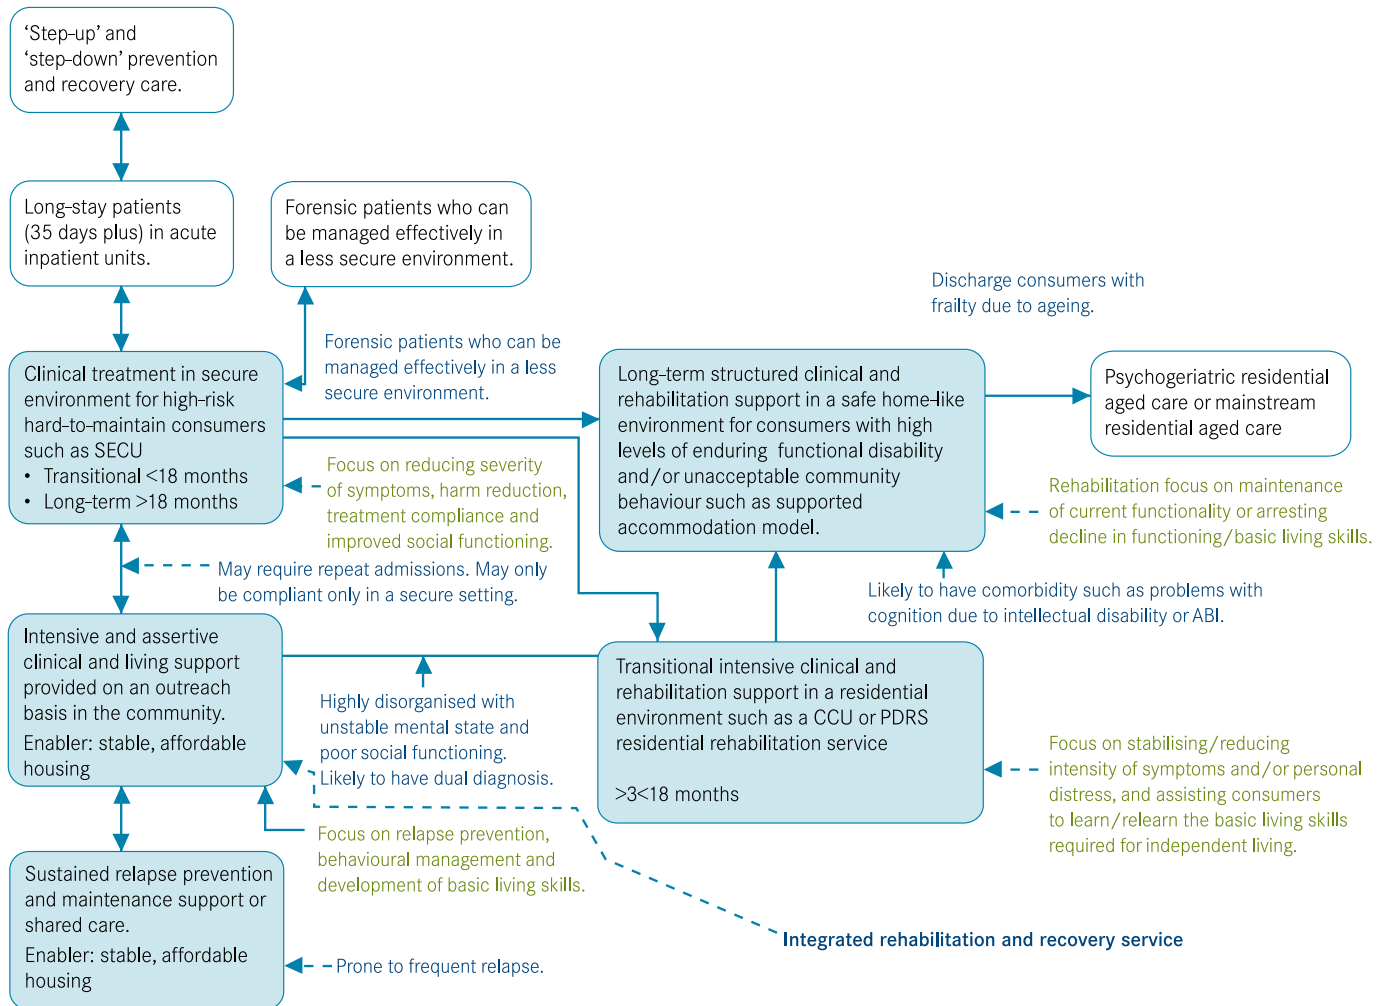 ‘Step-up’ and
‘step-down’ prevention
and recovery care.
Long-stay patients
(35 days plus) in acute
inpatient units.
Forensic patients who can
be managed effectively in
a less secure environment.
Discharge consumers with
frailty due to ageing.
Forensic patients who can be
managed effectively in a less
secure environment.
Clinical treatment in secure
environment for high-risk
hard-to-maintain consumers
such as SECU
• Transitional <18 months
• Long-term >18 months
Long-term structured clinical and
rehabilitation support in a safe home-like
environment for consumers with high
levels of enduring functional disability
and/or unacceptable community
behaviour such as supported
accommodation model.
Psychogeriatric residential
aged care or mainstream
residential aged care
Focus on reducing severity
of symptoms, harm reduction,
treatment compliance and
improved social functioning.
Rehabilitation focus on maintenance
of current functionality or arresting
decline in functioning/basic living skills.
May require repeat admissions. May only
be compliant only in a secure setting.
Likely to have comorbidity such as problems with
cognition due to intellectual disability or ABI.
Intensive and assertive
clinical and living support
provided on an outreach
basis in the community.
Enabler: stable, affordable
housing
Highly disorganised with
unstable mental state and
poor social functioning.
Likely to have dual diagnosis.
Transitional intensive clinical and
rehabilitation support in a residential
environment such as a CCU or PDRS
residential rehabilitation service
>3<18 months
Focus on stabilising/reducing
intensity of symptoms and/or personal
distress, and assisting consumers
to learn/relearn the basic living skills
required for independent living.
Focus on relapse prevention,
behavioural management and
development of basic living skills.
Sustained relapse prevention
and maintenance support or
shared care.
Enabler: stable, affordable
housing
Integrated rehabilitation and recovery service
Prone to frequent relapse.